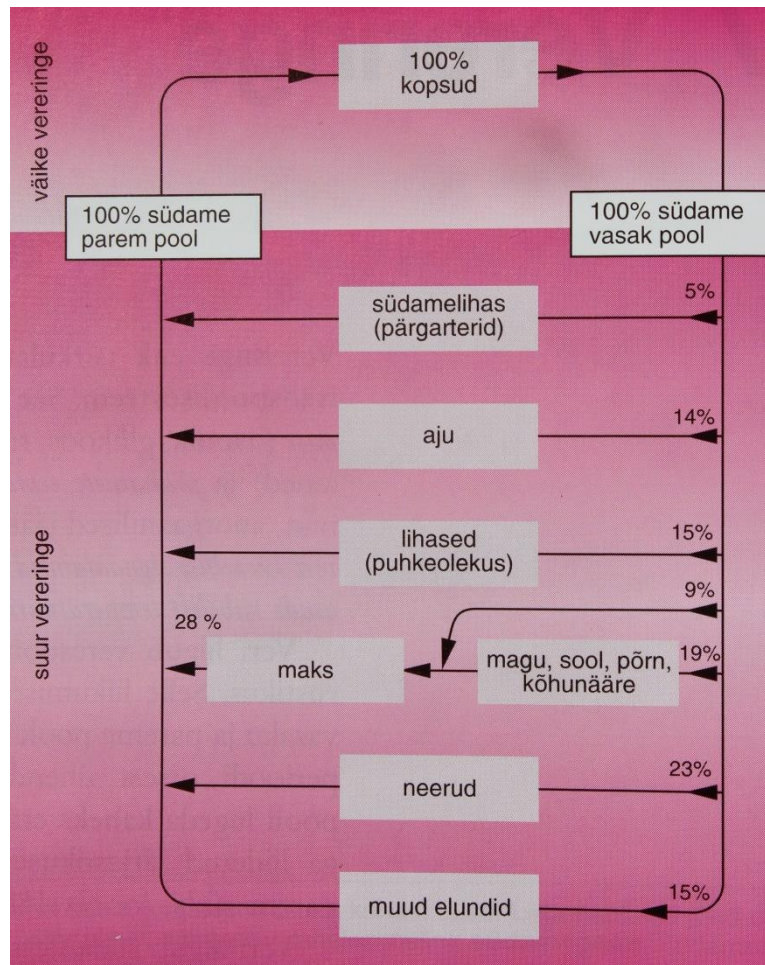 väike vereringe
100%
kopsud
100% südame
parem pool
100% südame
vasak pool
suur vereringe
südamelihas
(pärgarterid)
5%
aju
14%
lihased
(puhkeolekus)
15%
9%
28 %
maks
magu, sool, põrn,
kõhunääre
19%
neerud
23%
muud elundid
15%